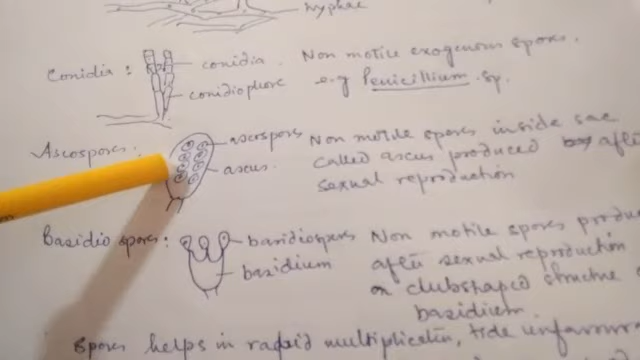 hyphae
Conidia : conidia Non motile exogenous spores.
conidiophore e.g Penicillium sp.
Ascospores: ascospores Non motile spores inside sac
ascus called ascus produced after
sexual reproduction
Basidio spores: basidiospores Non motile spores produ
basidium after sexual reproduction
on clubshaped structure
basidium.
spores helps in rapid multiplication, tide